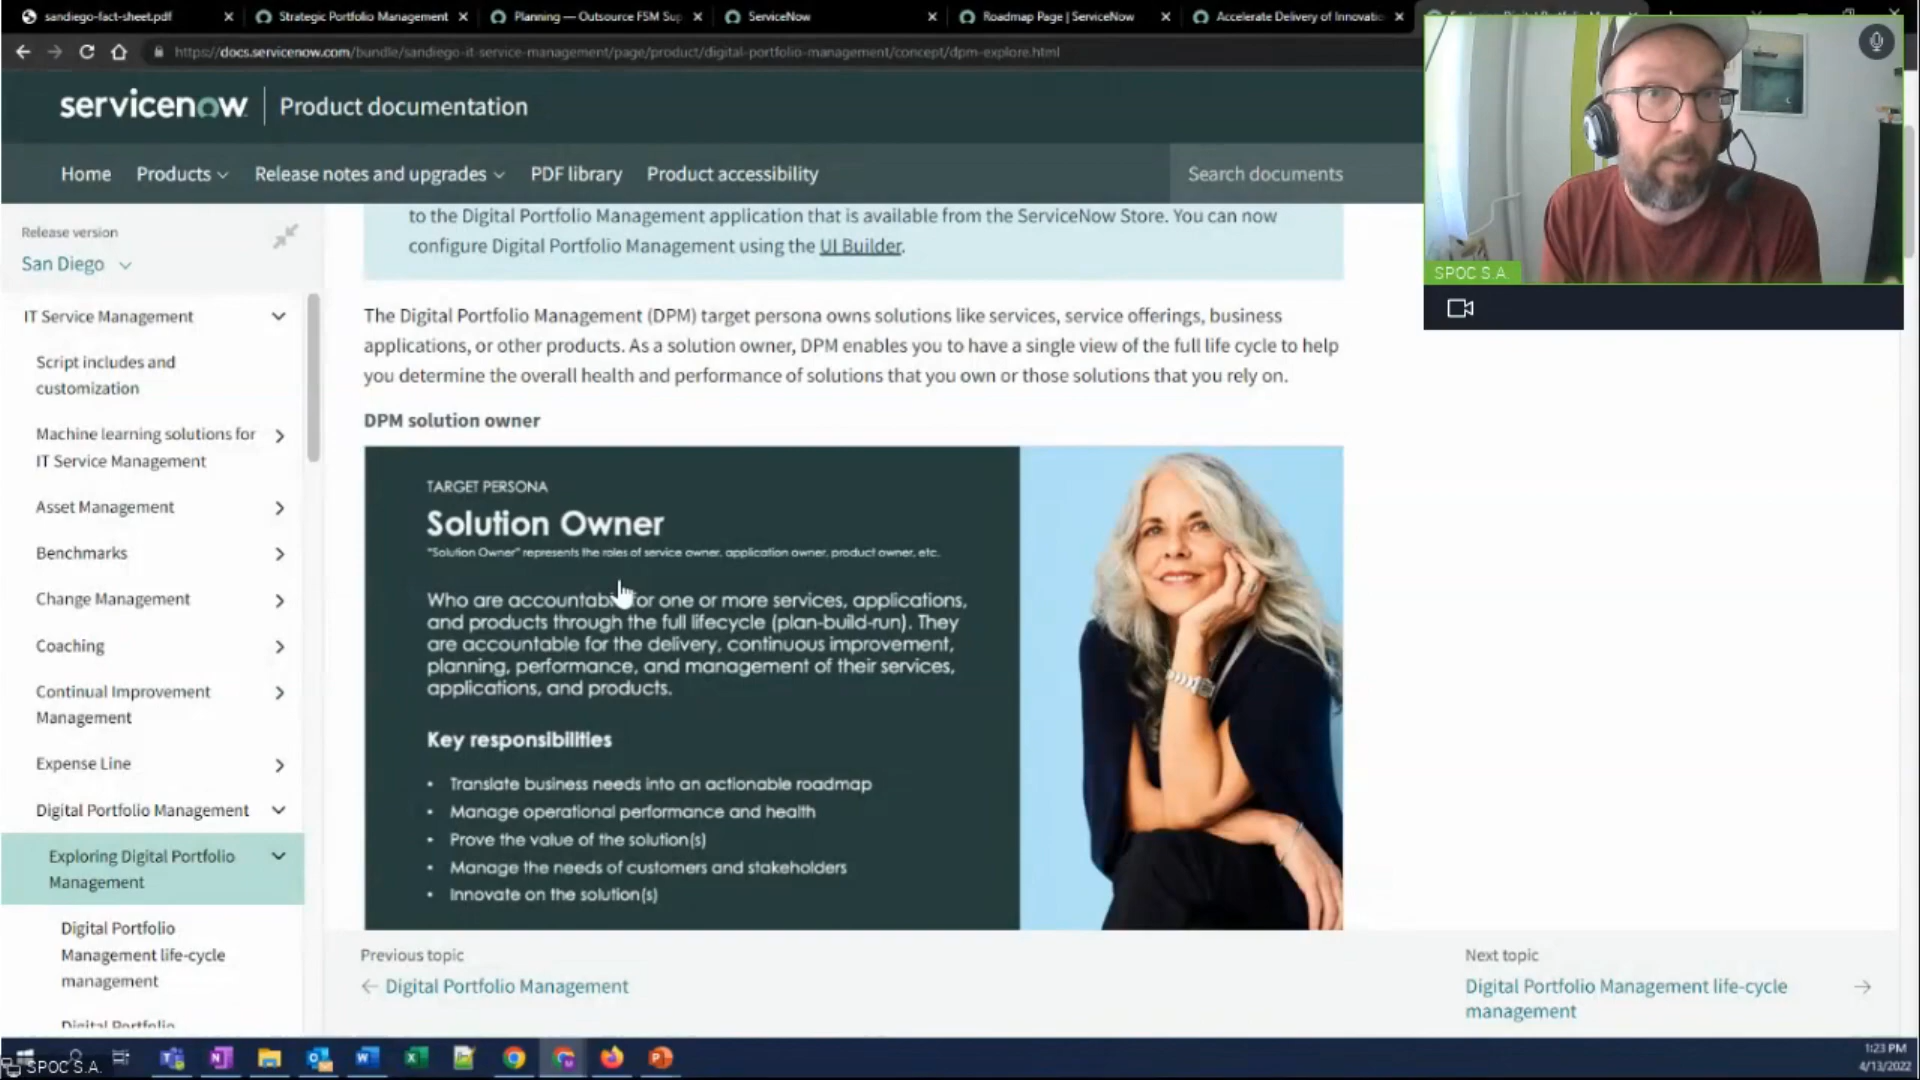 sandiego-fact-sheet.pdf
Strategic Portfolio Management
Planning — Outsource FSM Sup
ServiceNow
Roadmap Page | ServiceNow
Accelerate Delivery of Innovatio
https://docs.servicenow.com/bundle/sandiego-it-service-management/page/product/digital-portfolio-management/concept/dpm-explore.html
servicenow
Product documentation
Home
Products
Release notes and upgrades
PDF library
Product accessibility
Search documents
SPOC S.A.
Release version
San Diego
IT Service Management
Script includes and
customization
Machine learning solutions for
IT Service Management
Asset Management
Benchmarks
Change Management
Coaching
Continual Improvement
Management
Expense Line
Digital Portfolio Management
Exploring Digital Portfolio
Management
Digital Portfolio
Management life-cycle
management
Digital Portfolio
to the Digital Portfolio Management application that is available from the ServiceNow Store. You can now
configure Digital Portfolio Management using the UI Builder.
The Digital Portfolio Management (DPM) target persona owns solutions like services, service offerings, business
applications, or other products. As a solution owner, DPM enables you to have a single view of the full life cycle to help
you determine the overall health and performance of solutions that you own or those solutions that you rely on.
DPM solution owner
TARGET PERSONA
Solution Owner
"Solution Owner" represents the roles of service owner, application owner, product owner, etc.
Who are accountable for one or more services, applications,
and products through the full lifecycle (plan-build-run). They
are accountable for the delivery, continuous improvement,
planning, performance, and management of their services,
applications, and products.
Key responsibilities
• Translate business needs into an actionable roadmap
• Manage operational performance and health
• Prove the value of the solution(s)
• Manage the needs of customers and stakeholders
• Innovate on the solution(s)
Previous topic
Digital Portfolio Management
Next topic
Digital Portfolio Management life-cycle
management
SPOC S.A.
1:23 PM
4/13/2022